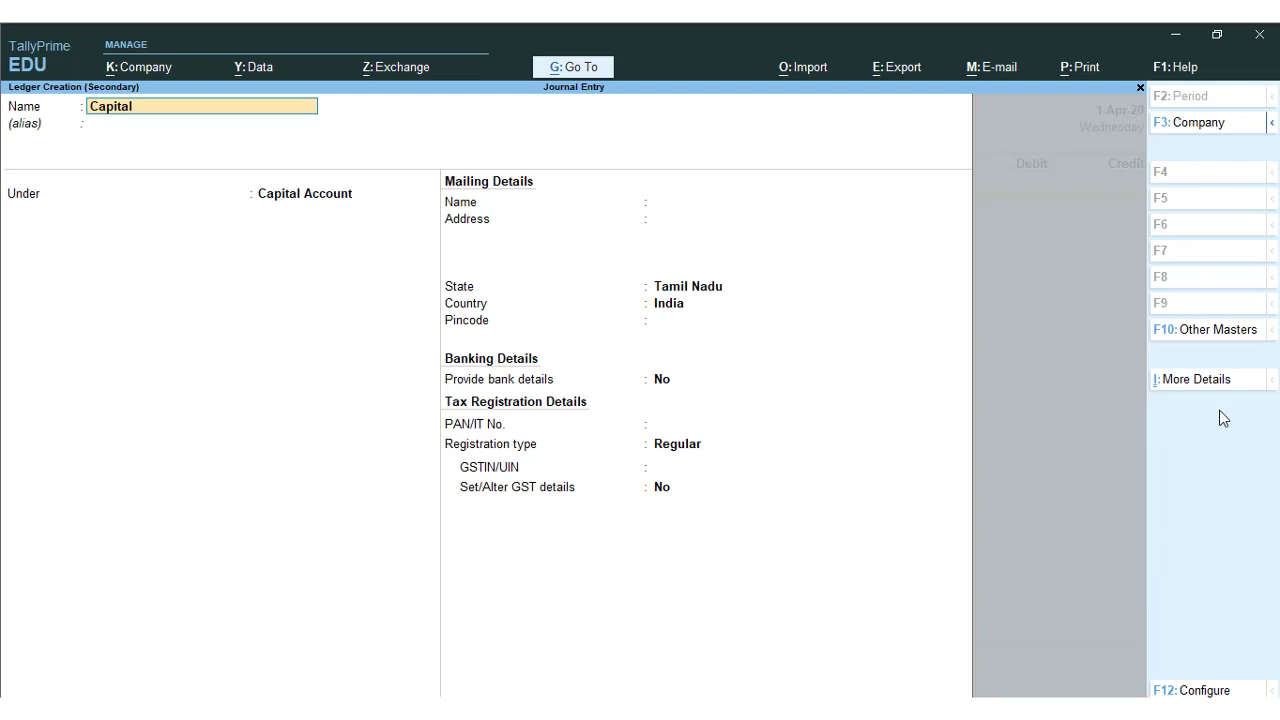 TallyPrime
EDU
MANAGE
K: Company
Y: Data
Z: Exchange
G: Go To
O: Import
E: Export
M: E-mail
P: Print
F1: Help
Ledger Creation (Secondary)
Journal Entry
Name : Capital
(alias) :
1-Apr-20
Wednesday
Debit
Credit
Under : Capital Account
Mailing Details
Name :
Address :
State : Tamil Nadu
Country : India
Pincode :
Banking Details
Provide bank details : No
Tax Registration Details
PAN/IT No. :
Registration type : Regular
GSTIN/UIN :
Set/Alter GST details : No
F2: Period
F3: Company
F4
F5
F6
F7
F8
F9
F10: Other Masters
I: More Details
F12: Configure